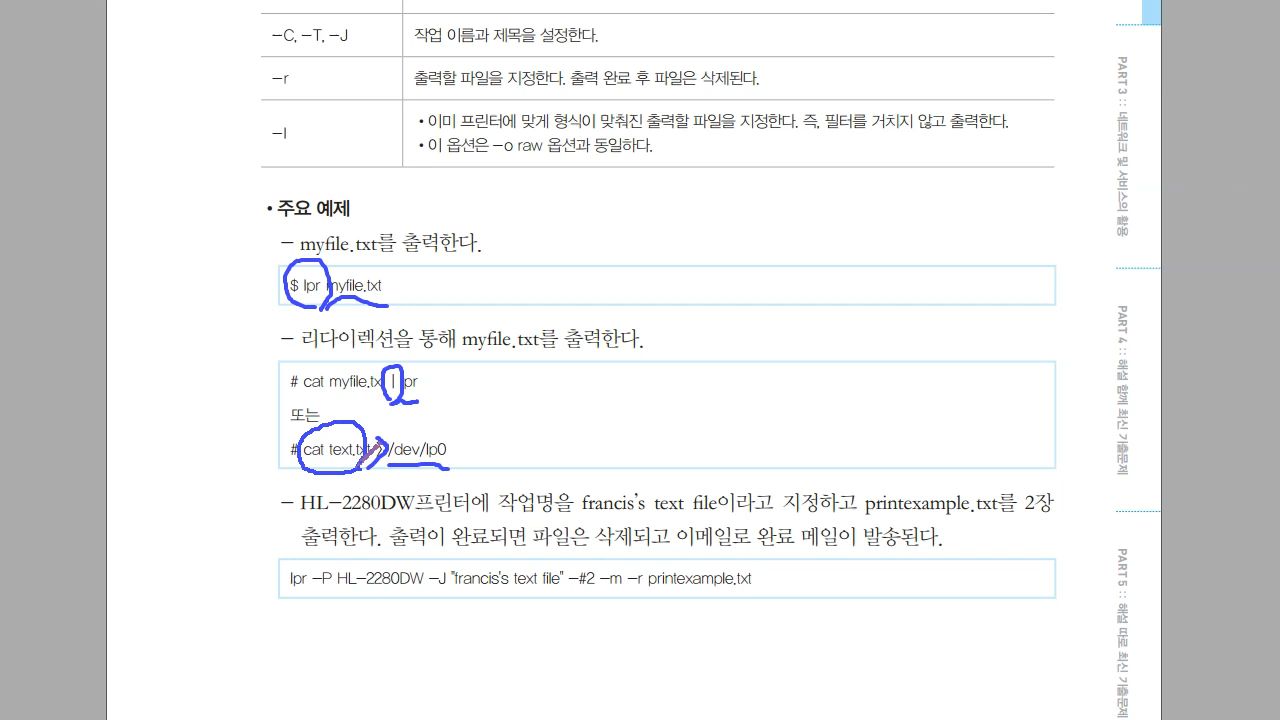 −C, −T, −J 작업 이름과 제목을 설정한다.
−r 출력할 파일을 지정한다. 출력 완료 후 파일은 삭제된다.
−l
• 이미 프린터에 맞게 형식이 맞춰진 출력할 파일을 지정한다. 즉, 필터를 거치지 않고 출력한다.
• 이 옵션은 −o raw 옵션과 동일하다.
• 주요 예제
− myfile.txt를 출력한다.
$ lpr myfile.txt
− 리다이렉션을 통해 myfile.txt를 출력한다.
# cat myfile.txt | lpr
또는
# cat text.txt > /dev/lp0
− HL−2280DW프린터에 작업명을 francis's text file이라고 지정하고 printexample.txt를 2장
출력한다. 출력이 완료되면 파일은 삭제되고 이메일로 완료 메일이 발송된다.
lpr −P HL−2280DW −J "francis's text file" −#2 −m −r printexample.txt
PART 3 :: 네트워크 및 서비스의 활용
PART 4 :: 해설 함께 최신 기출문제
PART 5 :: 해설 따로 최신 기출문제